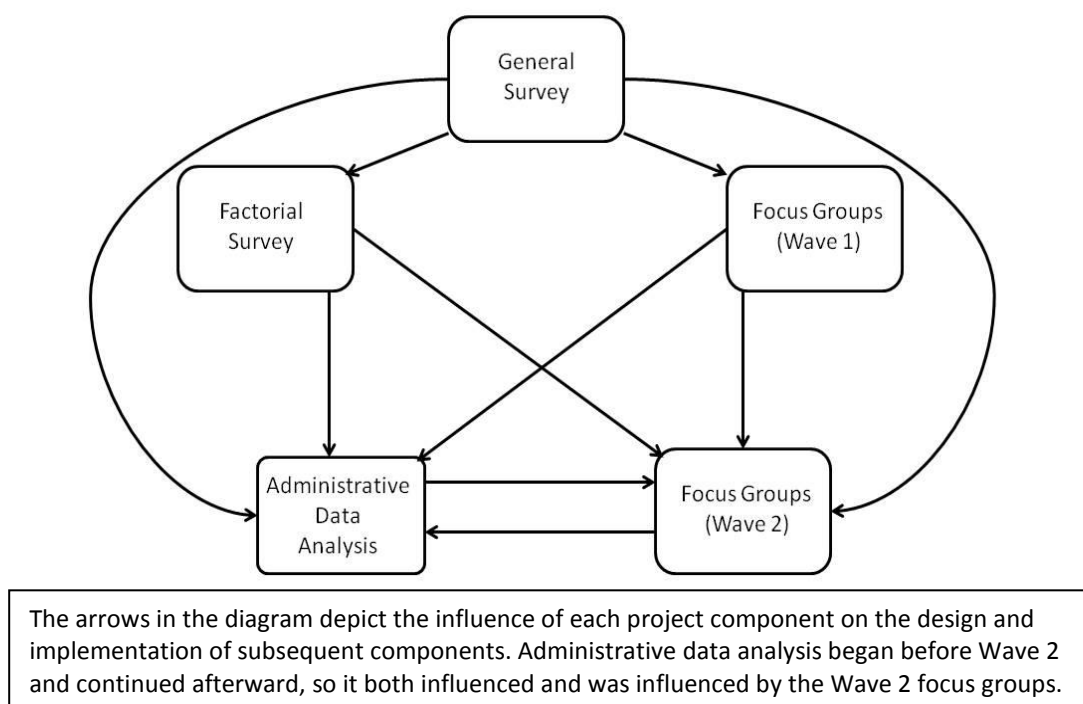 General
Survey
Factorial
Survey
Focus Groups
(Wave 1)
Administrative
Data
Analysis
Focus Groups
(Wave 2)
The arrows in the diagram depict the influence of each project component on the design and
implementation of subsequent components. Administrative data analysis began before Wave 2
and continued afterward, so it both influenced and was influenced by the Wave 2 focus groups.